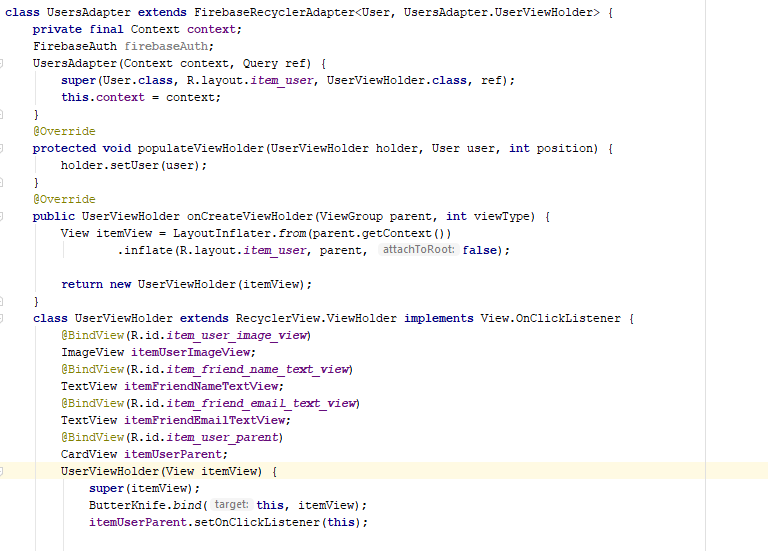 class UsersAdapter extends FirebaseRecyclerAdapter<User, UsersAdapter.UserViewHolder> {
    private final Context context;
    FirebaseAuth firebaseAuth;
    UsersAdapter(Context context, Query ref) {
        super(User.class, R.layout.item_user, UserViewHolder.class, ref);
        this.context = context;
    }
    @Override
    protected void populateViewHolder(UserViewHolder holder, User user, int position) {
        holder.setUser(user);
    }
    @Override
    public UserViewHolder onCreateViewHolder(ViewGroup parent, int viewType) {
        View itemView = LayoutInflater.from(parent.getContext())
                .inflate(R.layout.item_user, parent, attachToRoot: false);
        return new UserViewHolder(itemView);
    }
    class UserViewHolder extends RecyclerView.ViewHolder implements View.OnClickListener {
        @BindView(R.id.item_user_image_view)
        ImageView itemUserImageView;
        @BindView(R.id.item_friend_name_text_view)
        TextView itemFriendNameTextView;
        @BindView(R.id.item_friend_email_text_view)
        TextView itemFriendEmailTextView;
        @BindView(R.id.item_user_parent)
        CardView itemUserParent;
        UserViewHolder(View itemView) {
            super(itemView);
            ButterKnife.bind( target: this, itemView);
            itemUserParent.setOnClickListener(this);